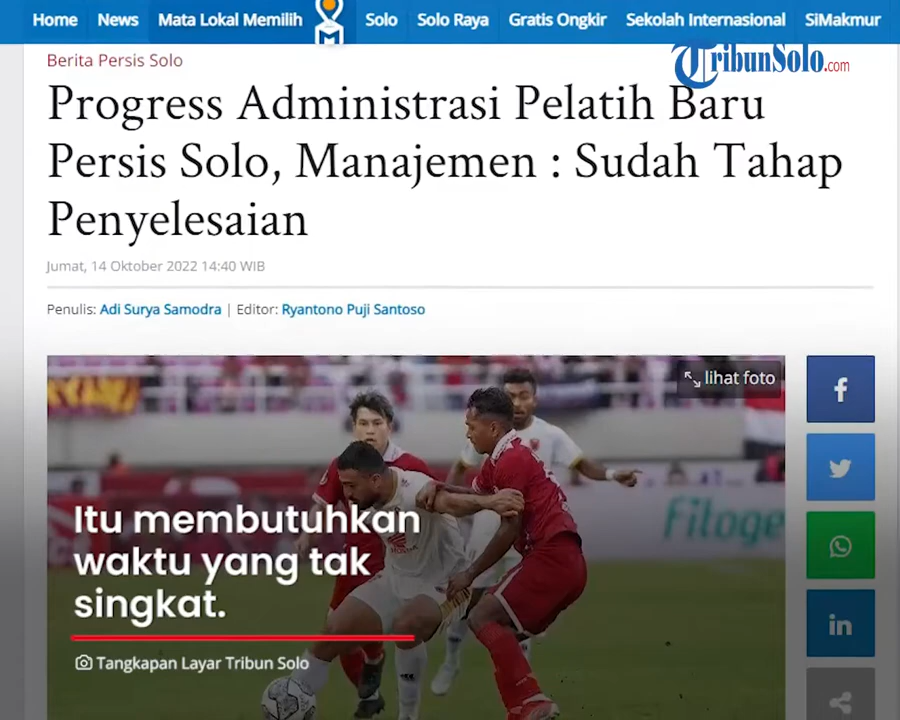 Home News Mata Lokal Memilih Solo Solo Raya Gratis Ongkir Sekolah Internasional SiMakmur
TribunSolo.com
Berita Persis Solo
Progress Administrasi Pelatih Baru
Persis Solo, Manajemen : Sudah Tahap
Penyelesaian
Jumat, 14 Oktober 2022 14:40 WIB
Penulis: Adi Surya Samodra | Editor: Ryantono Puji Santoso
lihat foto
Filoge
Itu membutuhkan
waktu yang tak
singkat.
Tangkapan Layar Tribun Solo